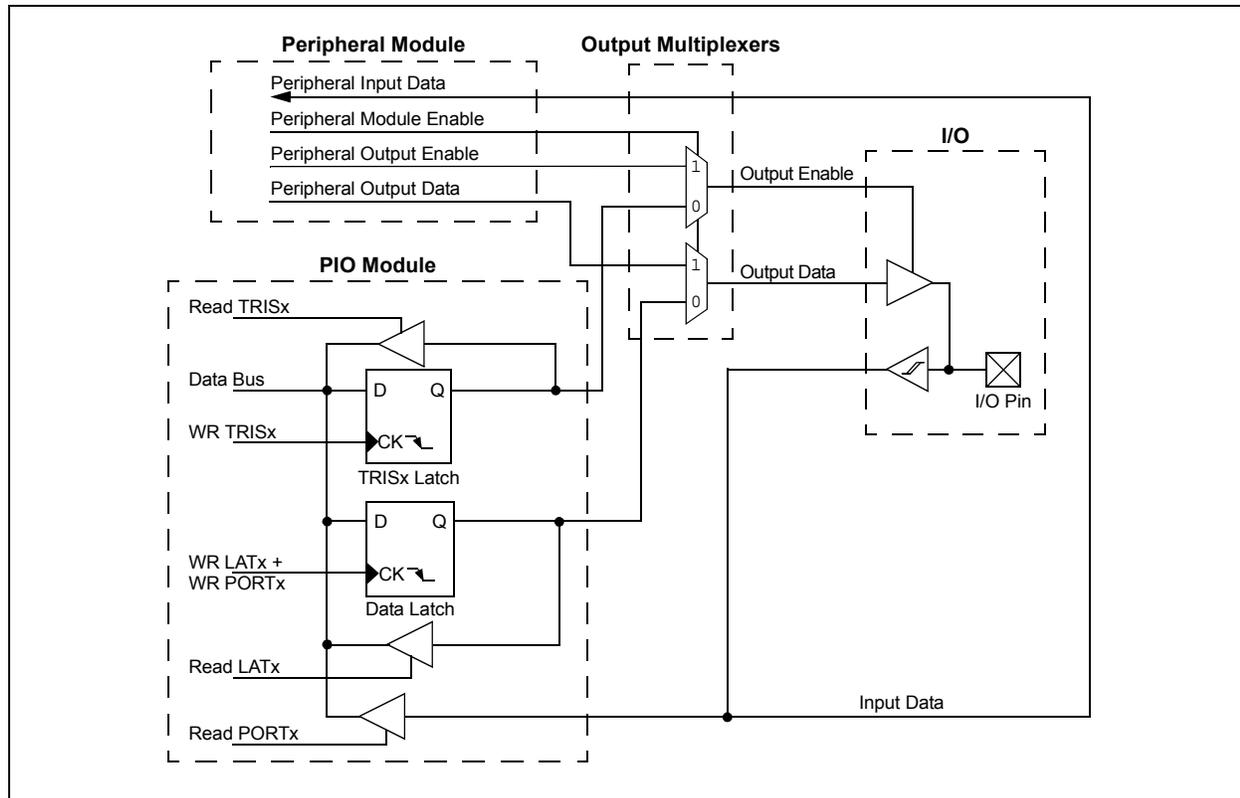 Peripheral Module
Output Multiplexers
Peripheral Input Data
Peripheral Module Enable
Peripheral Output Enable
Peripheral Output Data
1
0
Output Enable
I/O
1
0
Output Data
I/O Pin
PIO Module
Read TRISx
Data Bus
D
Q
WR TRISx
CK
TRISx Latch
D
Q
WR LATx +
WR PORTx
CK
Data Latch
Read LATx
Read PORTx
Input Data